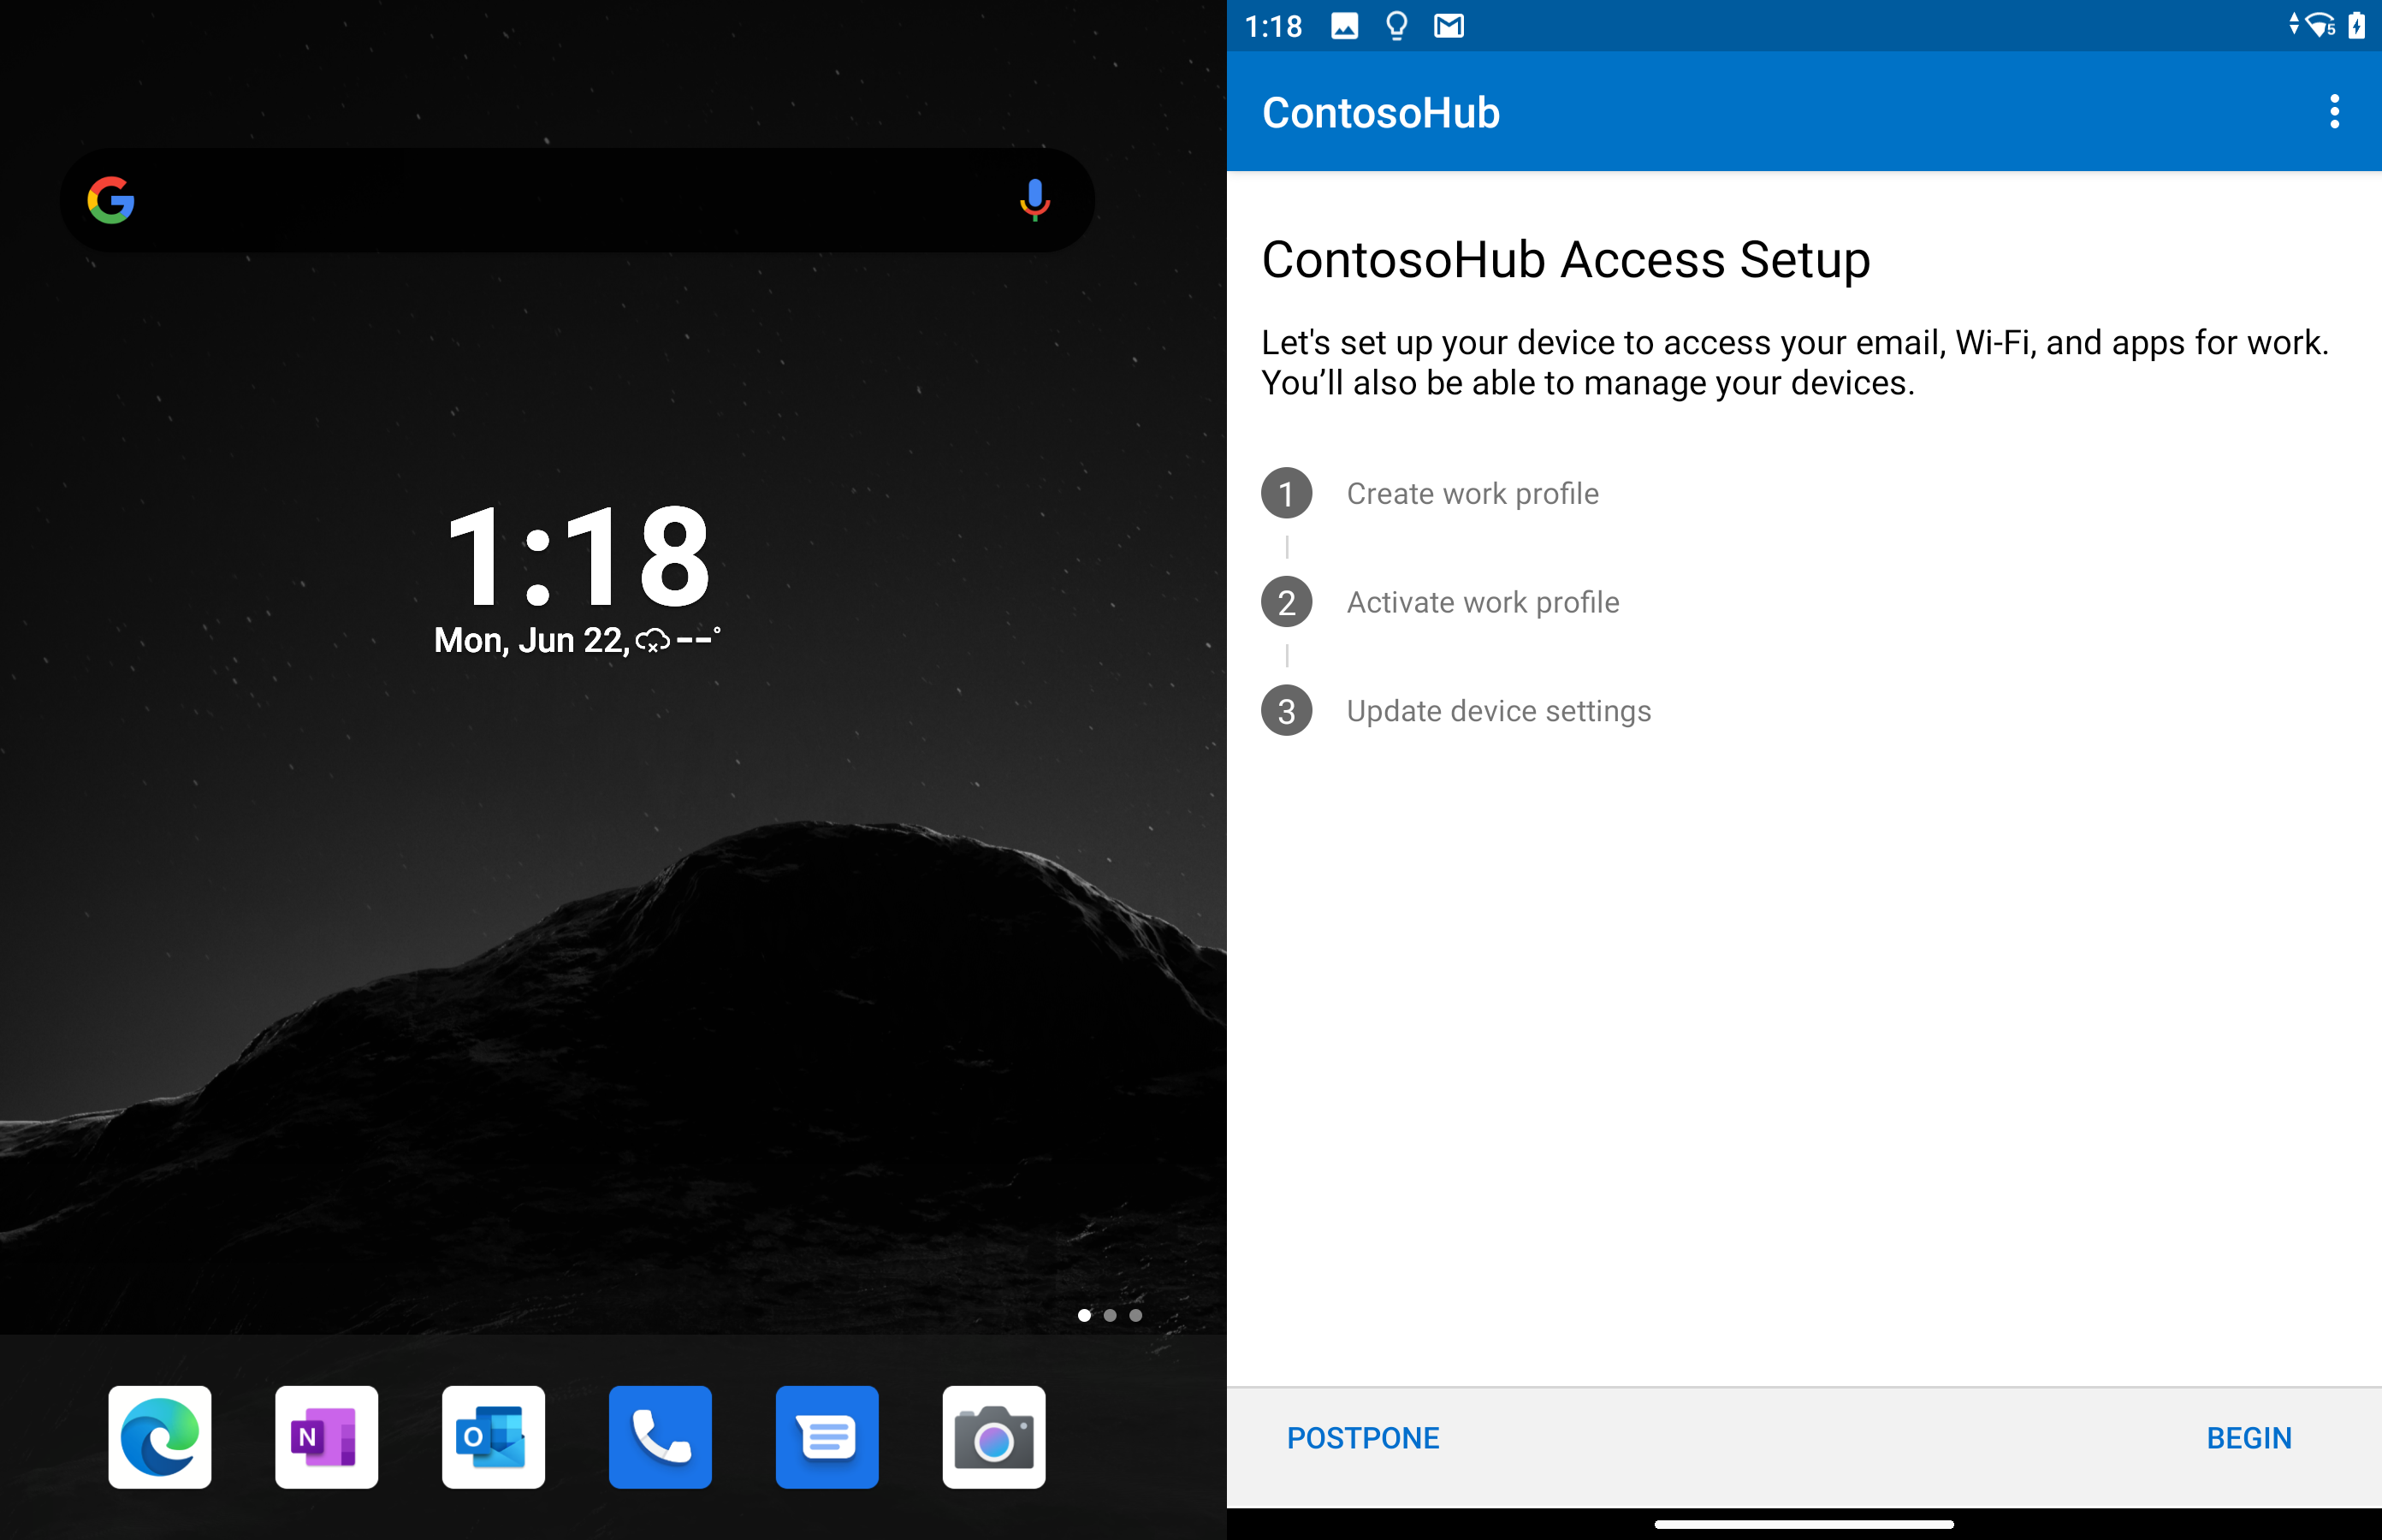 1:18
Mon, Jun 22, --°
N
O
1:18
5
ContosoHub
ContosoHub Access Setup
Let's set up your device to access your email, Wi-Fi, and apps for work.
You’ll also be able to manage your devices.
1 Create work profile
2 Activate work profile
3 Update device settings
POSTPONE
BEGIN